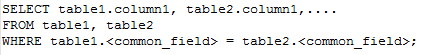 SELECT table1.column1, table2.column1,....
FROM table1, table2
WHERE table1.<common_field> = table2.<common_field>;